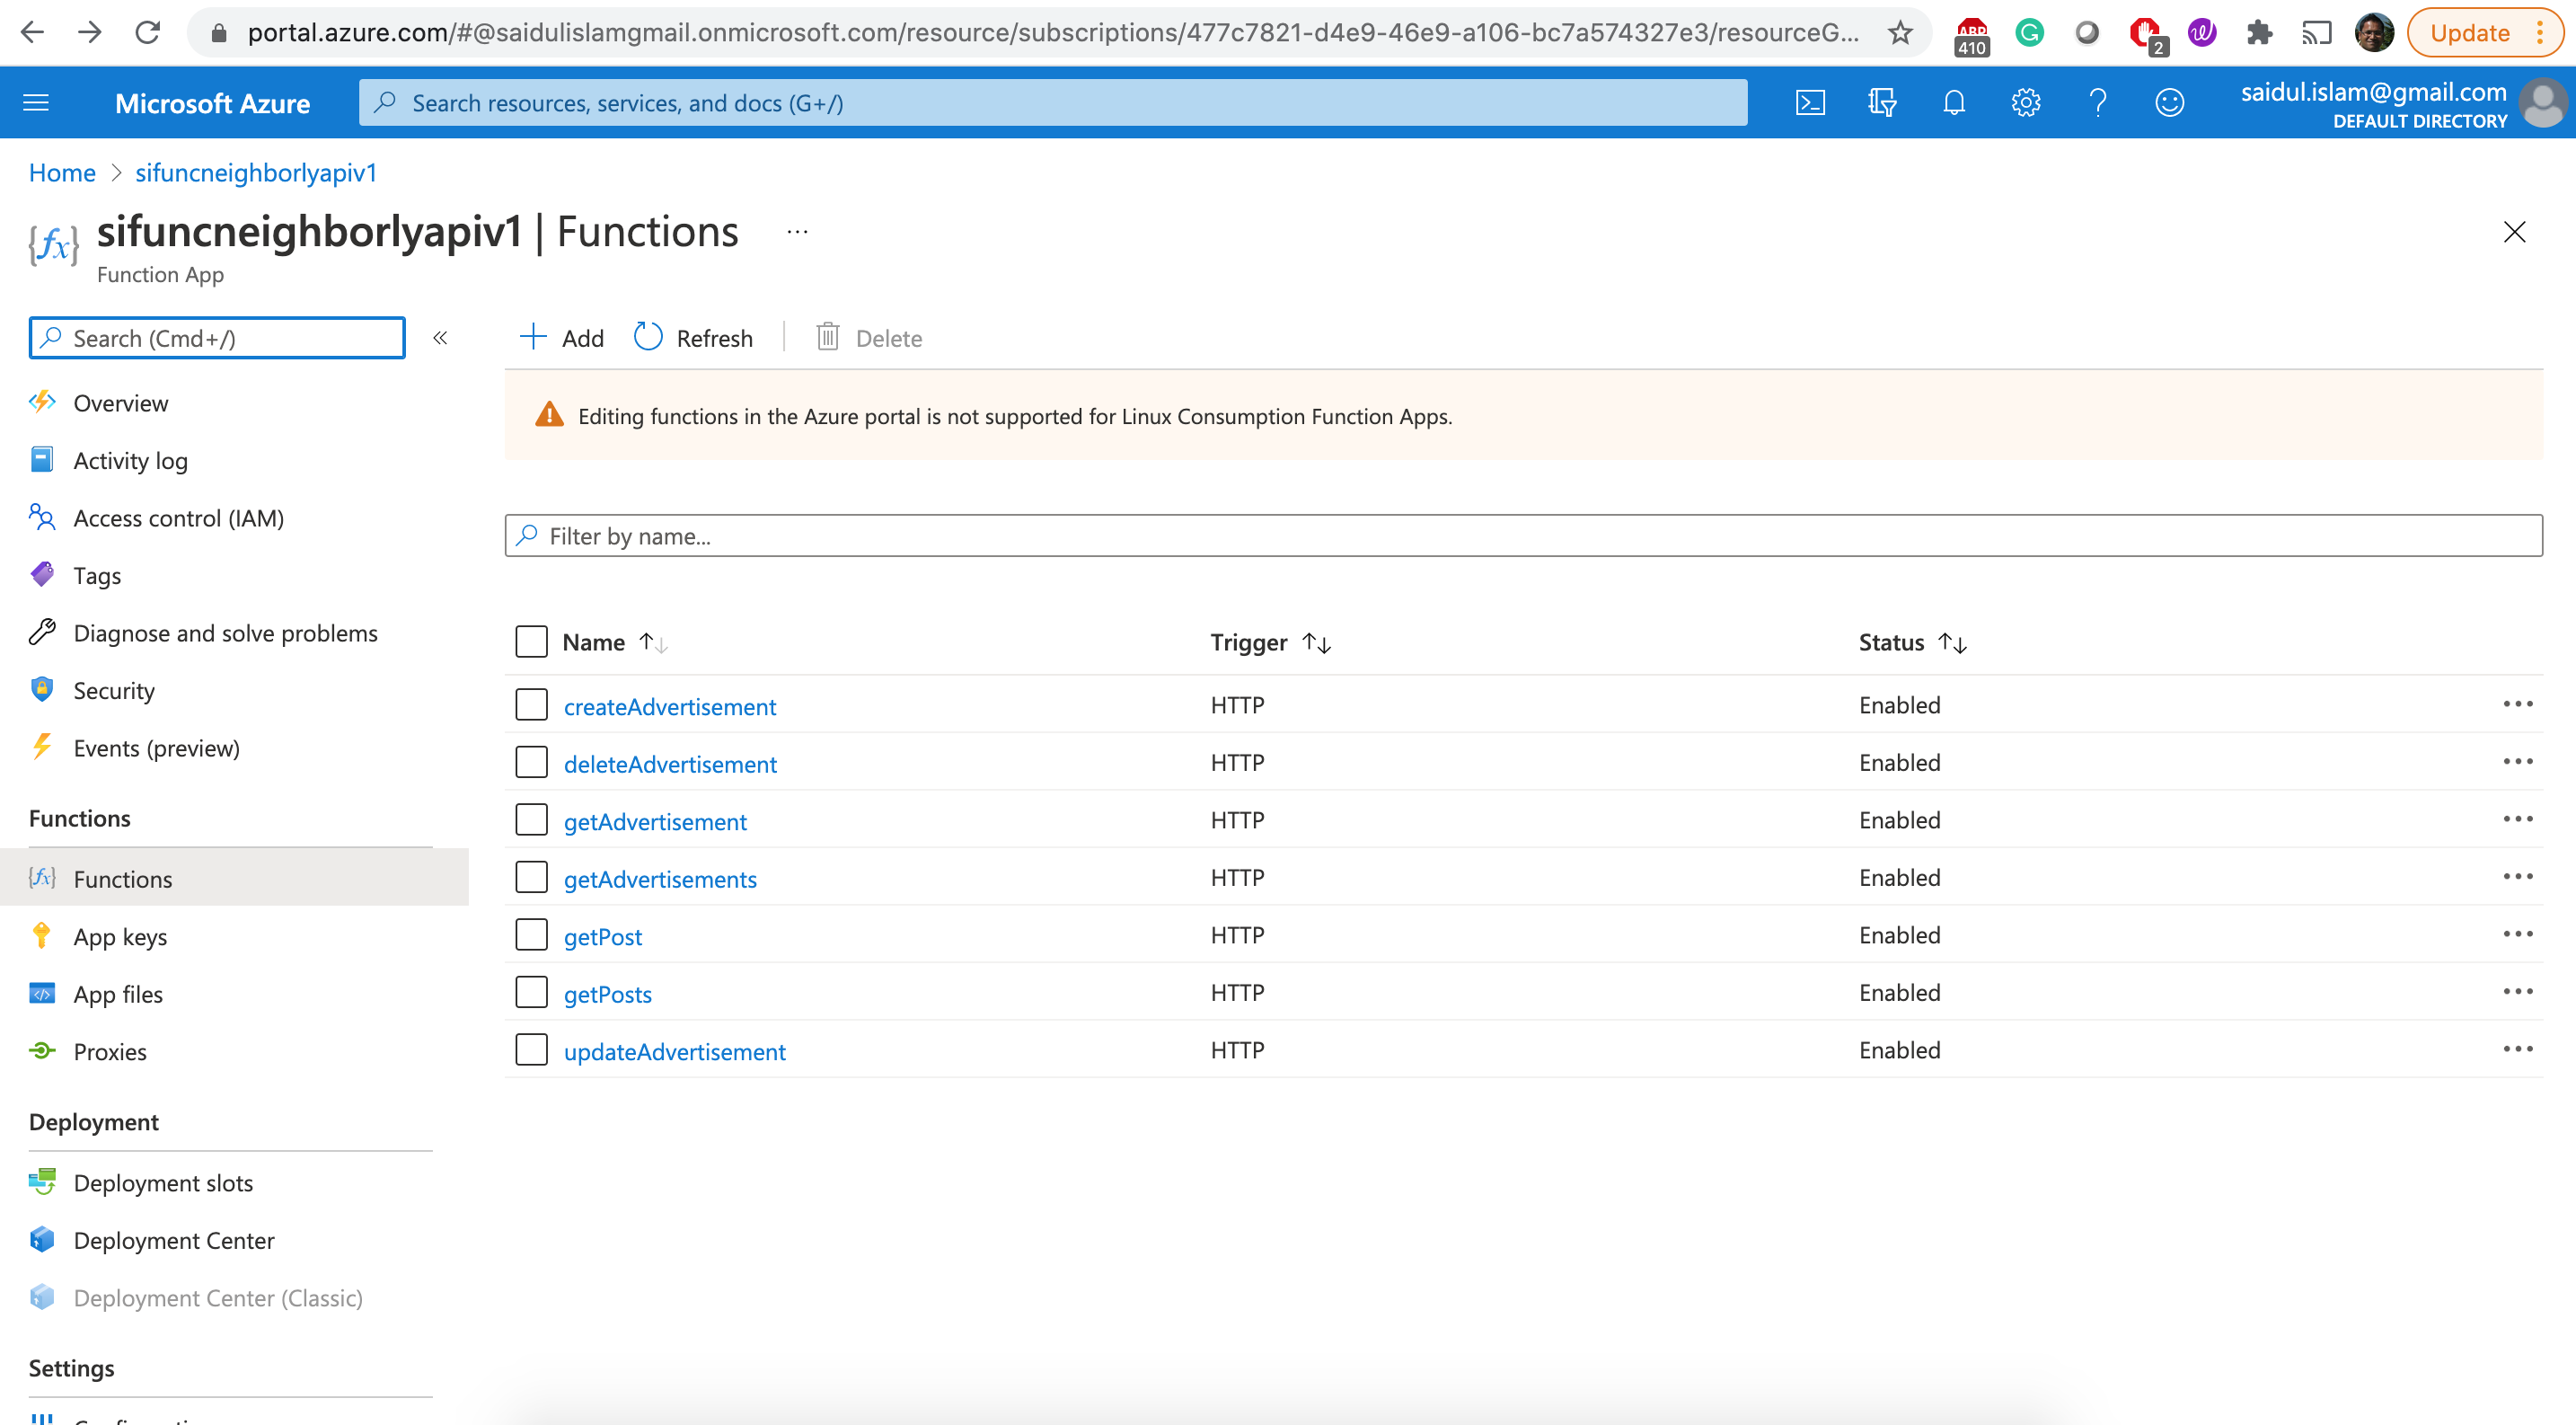 portal.azure.com/#@saidulislamgmail.onmicrosoft.com/resource/subscriptions/477c7821-d4e9-46e9-a106-bc7a574327e3/resourceG...
ABP
410
2
Update
Microsoft Azure
Search resources, services, and docs (G+/)
saidul.islam@gmail.com
DEFAULT DIRECTORY
Home > sifuncneighborlyapiv1
{fx}
sifuncneighborlyapiv1 | Functions ...
Function App
Search (Cmd+/)
«
Add
Refresh
Delete
Editing functions in the Azure portal is not supported for Linux Consumption Function Apps.
Overview
Activity log
Access control (IAM)
Tags
Diagnose and solve problems
Security
Events (preview)
Functions
Functions
App keys
App files
Proxies
Deployment
Deployment slots
Deployment Center
Deployment Center (Classic)
Settings
Filter by name...
Name ↑↓ Trigger ↑↓ Status ↑↓
createAdvertisement HTTP Enabled
deleteAdvertisement HTTP Enabled
getAdvertisement HTTP Enabled
getAdvertisements HTTP Enabled
getPost HTTP Enabled
getPosts HTTP Enabled
updateAdvertisement HTTP Enabled